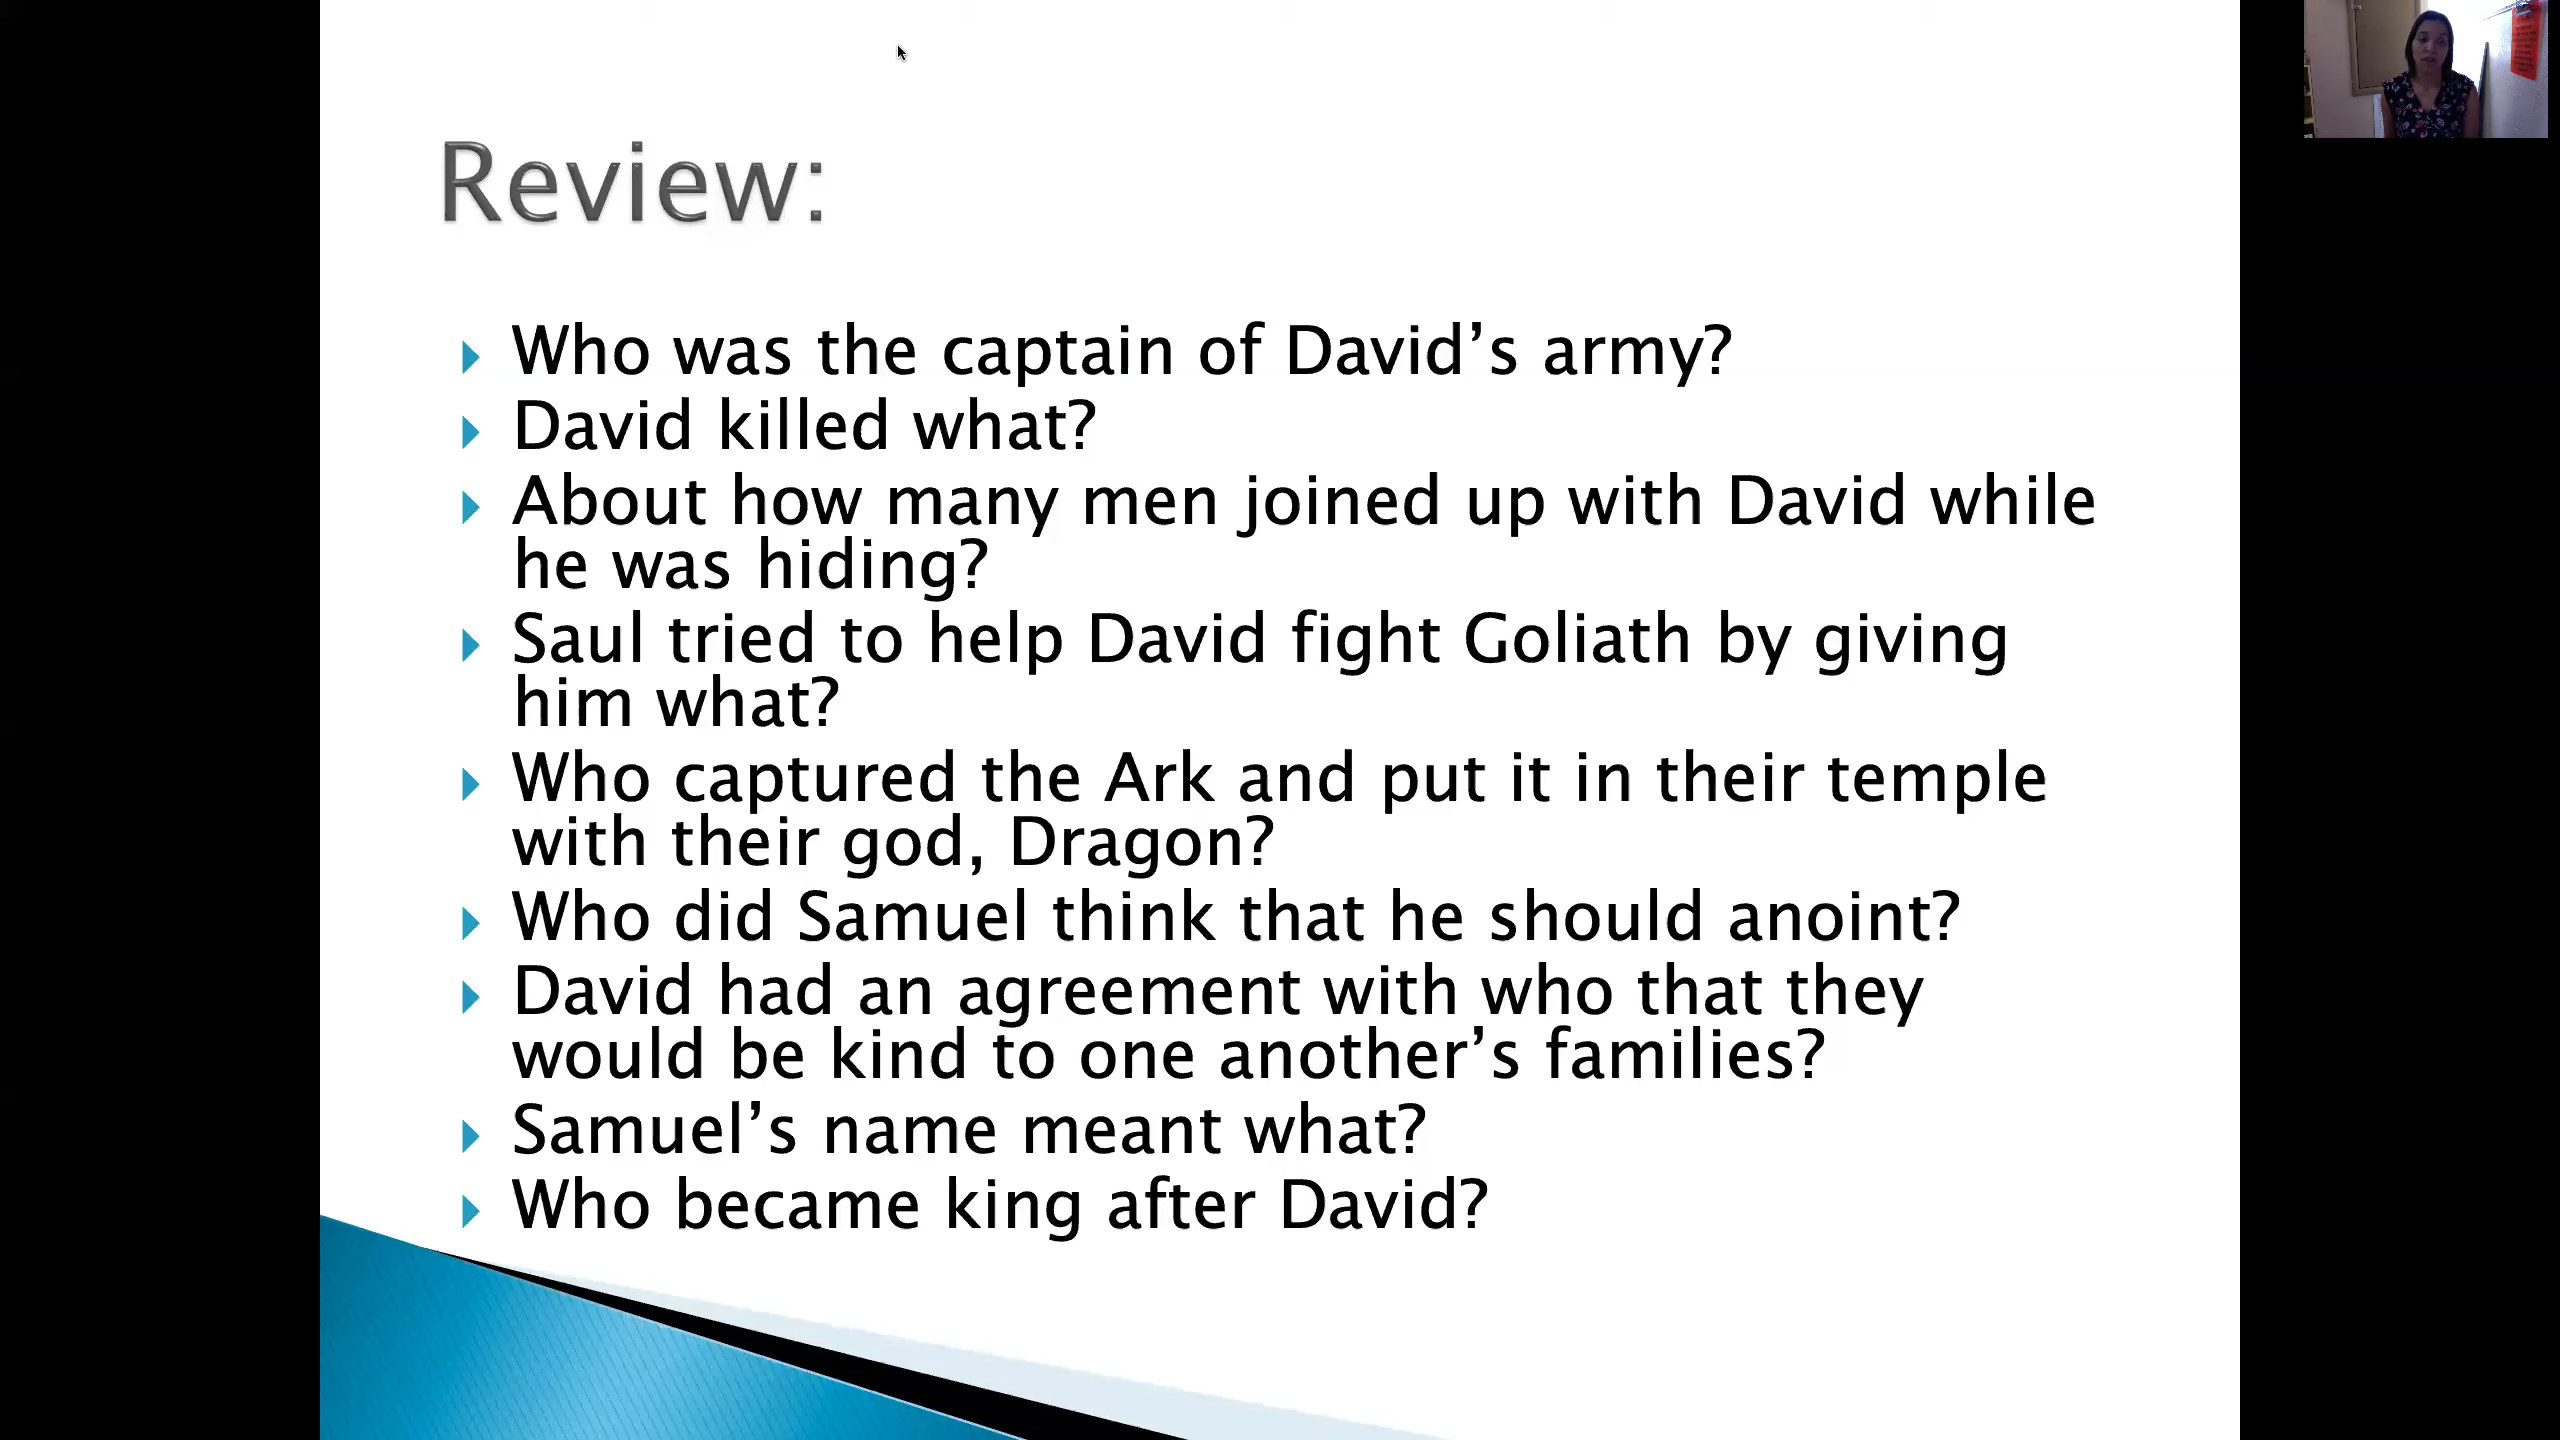 Review:
Who was the captain of David’s army?
David killed what?
About how many men joined up with David while
he was hiding?
Saul tried to help David fight Goliath by giving
him what?
Who captured the Ark and put it in their temple
with their god, Dragon?
Who did Samuel think that he should anoint?
David had an agreement with who that they
would be kind to one another’s families?
Samuel’s name meant what?
Who became king after David?